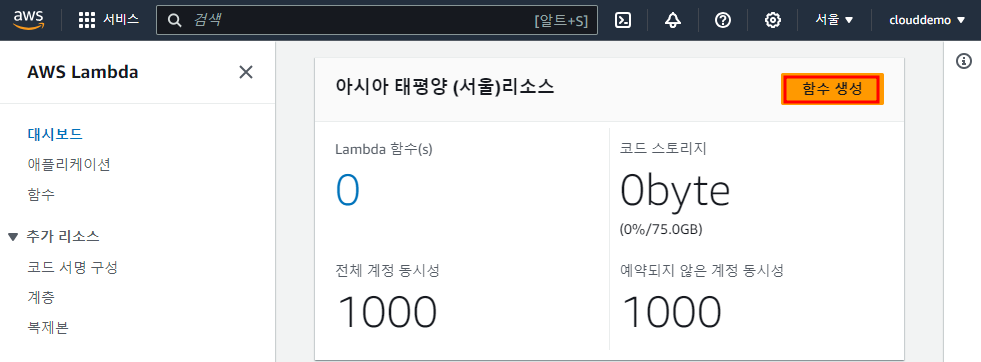 aws 서비스 검색 [알트+S] 서울 ▼ clouddemo ▼
AWS Lambda
대시보드
애플리케이션
함수
▼ 추가 리소스
코드 서명 구성
계층
복제본
아시아 태평양 (서울)리소스
함수 생성
Lambda 함수(s)
0
코드 스토리지
0byte
(0%/75.0GB)
전체 계정 동시성
1000
예약되지 않은 계정 동시성
1000